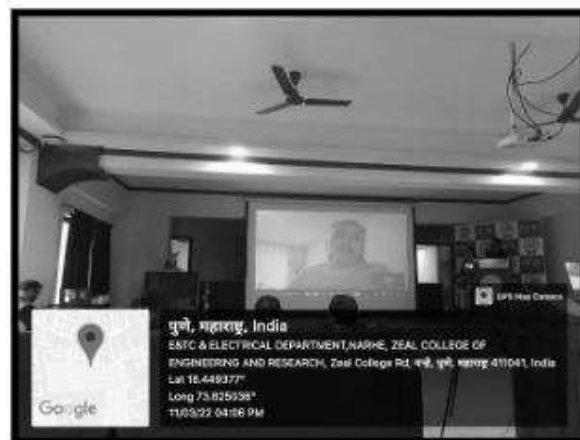 GPS Map Camera
पुणे, महाराष्ट्र, India
E&TC & ELECTRICAL DEPARTMENT,NARHE, ZEAL COLLEGE OF
ENGINEERING AND RESEARCH, Zeal College Rd, नर्‍हे, पुणे, महाराष्ट्र 411041, India
Lat 18.449377°
Long 73.825036°
11/03/22 04:06 PM
Google